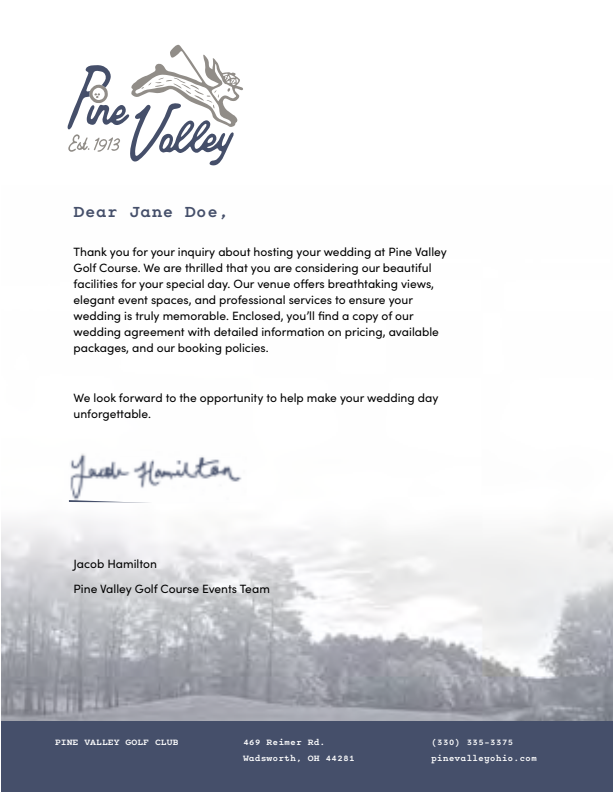 Pine
Est. 1913 Valley
Dear Jane Doe,
Thank you for your inquiry about hosting your wedding at Pine Valley
Golf Course. We are thrilled that you are considering our beautiful
facilities for your special day. Our venue offers breathtaking views,
elegant event spaces, and professional services to ensure your
wedding is truly memorable. Enclosed, you’ll find a copy of our
wedding agreement with detailed information on pricing, available
packages, and our booking policies.
We look forward to the opportunity to help make your wedding day
unforgettable.
Jacob Hamilton
Jacob Hamilton
Pine Valley Golf Course Events Team
PINE VALLEY GOLF CLUB 469 Reimer Rd. (330) 335-3375
Wadsworth, OH 44281 pinevalleyohio.com